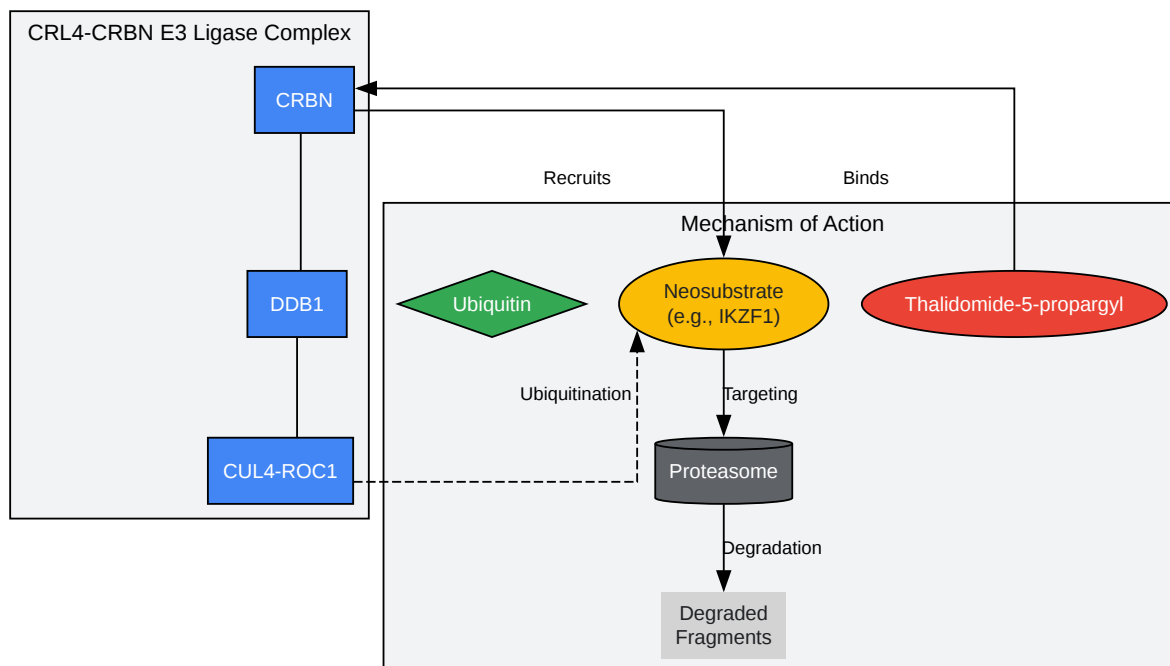 CRL4-CRBN E3 Ligase Complex
CRBN
Recruits
Binds
Mechanism of Action
DDB1
Ubiquitin
Neosubstrate
(e.g., IKZF1)
Thalidomide-5-propargyl
Ubiquitination
Targeting
CUL4-ROC1
Proteasome
Degradation
Degraded
Fragments